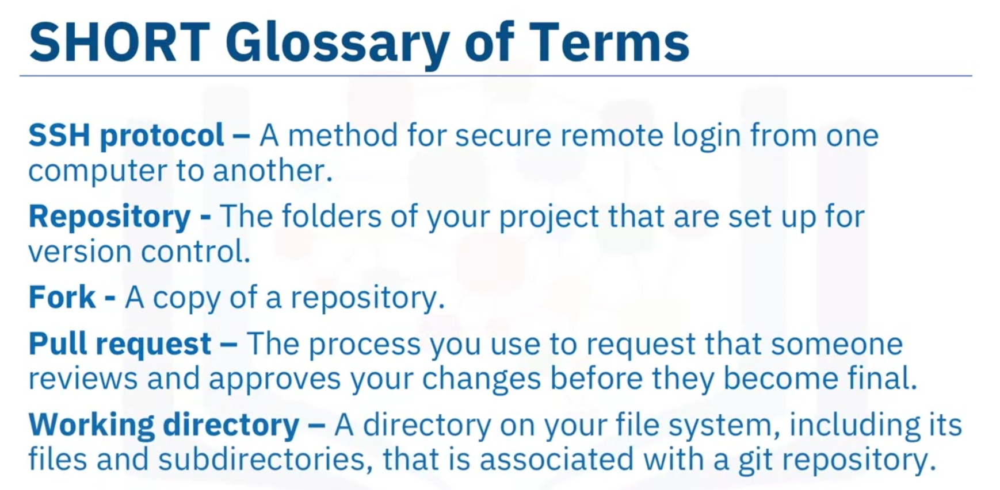 SHORT Glossary of Terms
SSH protocol – A method for secure remote login from one
computer to another.
Repository - The folders of your project that are set up for
version control.
Fork - A copy of a repository.
Pull request – The process you use to request that someone
reviews and approves your changes before they become final.
Working directory – A directory on your file system, including its
files and subdirectories, that is associated with a git repository.